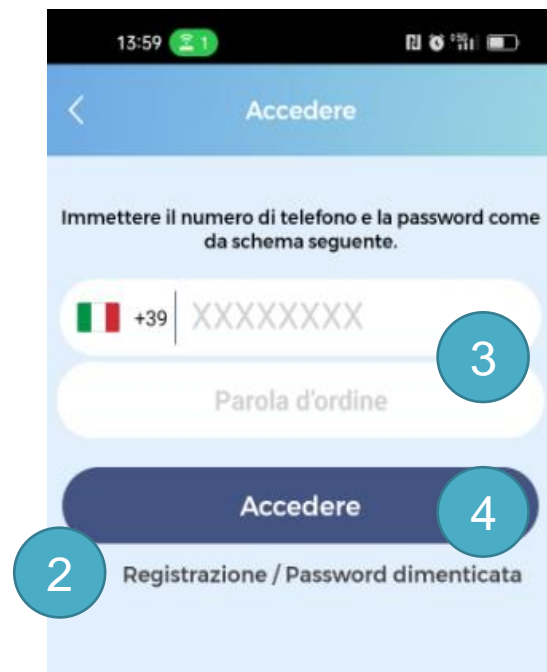 13:59 1
Accedere
Immettere il numero di telefono e la password come
da schema seguente.
+39 XXXXXXXX
3
Parola d'ordine
Accedere
4
2
Registrazione / Password dimenticata